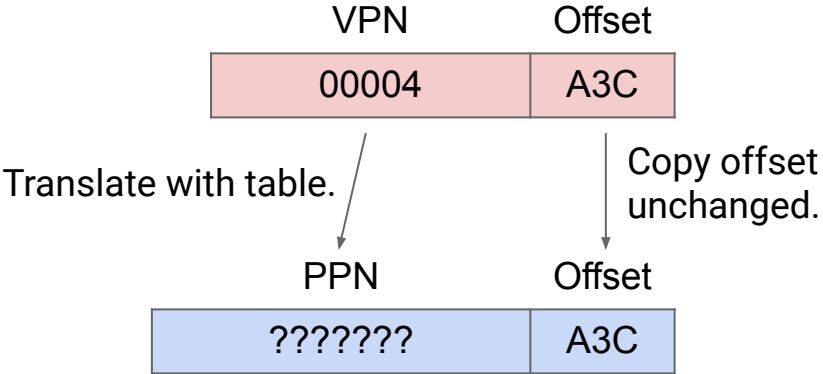 VPN Offset
00004 A3C
Translate with table.
Copy offset
unchanged.
PPN Offset
??????? A3C